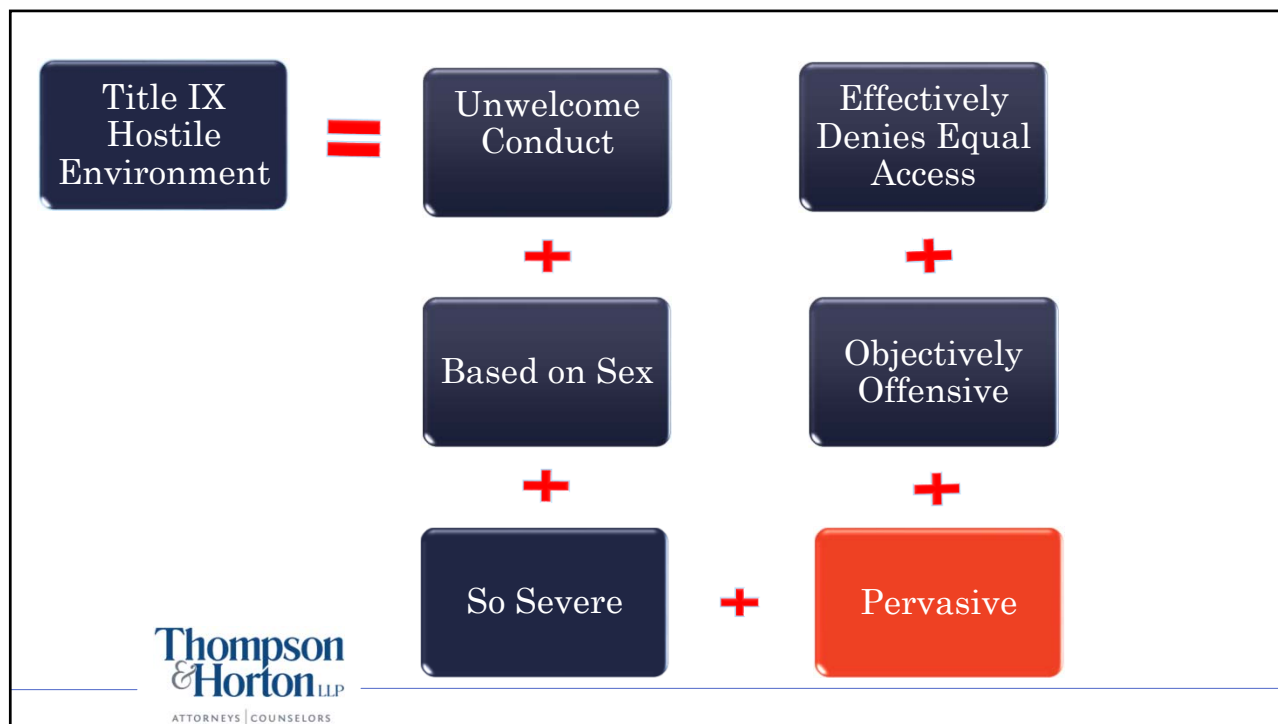 Title IX
Hostile
Environment
=
Unwelcome
Conduct
+
Based on Sex
+
So Severe
+
Pervasive
+
Objectively
Offensive
+
Effectively
Denies Equal
Access
Thompson
&Horton LLP
ATTORNEYS | COUNSELORS